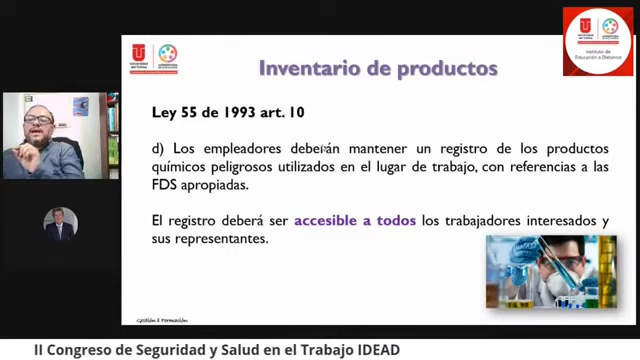 Inventario de productos
Ley 55 de 1993 art. 10
d) Los empleadores deberán mantener un registro de los productos
químicos peligrosos utilizados en el lugar de trabajo, con referencias a las
FDS apropiadas.
El registro deberá ser accesible a todos los trabajadores interesados y
sus representantes.
Gestión & Formación
Universidad
del Tolima
Instituto de
Educación a Distancia
II Congreso de Seguridad y Salud en el Trabajo IDEAD